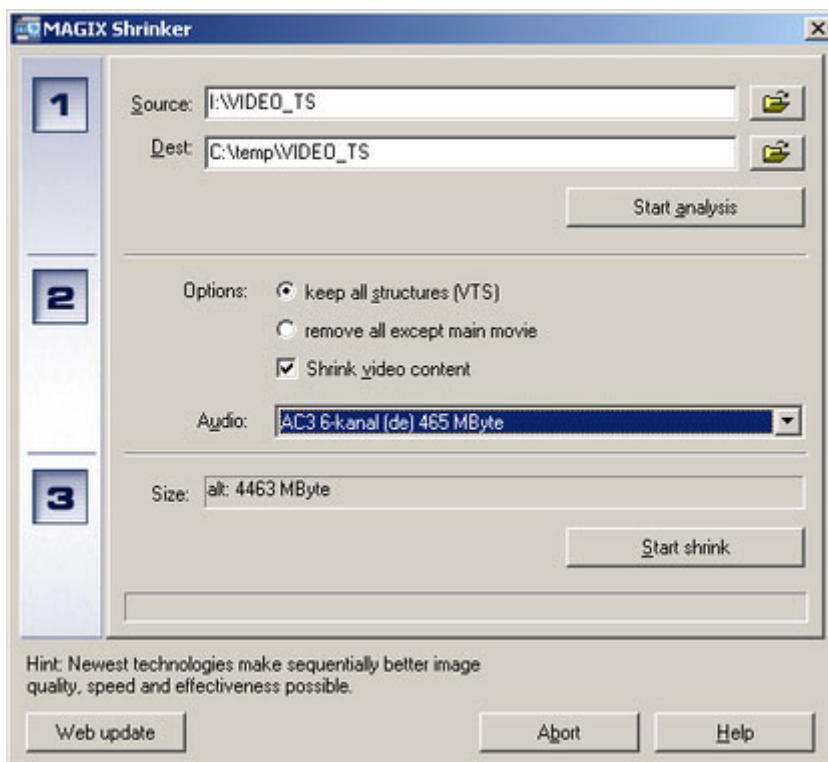 MAGIX Shrinker
1
Source: I:\VIDEO_TS
Dest: C:\temp\VIDEO_TS
Start analysis
2
Options: keep all structures (VTS)
remove all except main movie
Shrink video content
Audio: AC3 6-kanal (de) 465 MByte
3
Size: alt: 4463 MByte
Start shrink
Hint: Newest technologies make sequentially better image
quality, speed and effectiveness possible.
Web update Abort Help